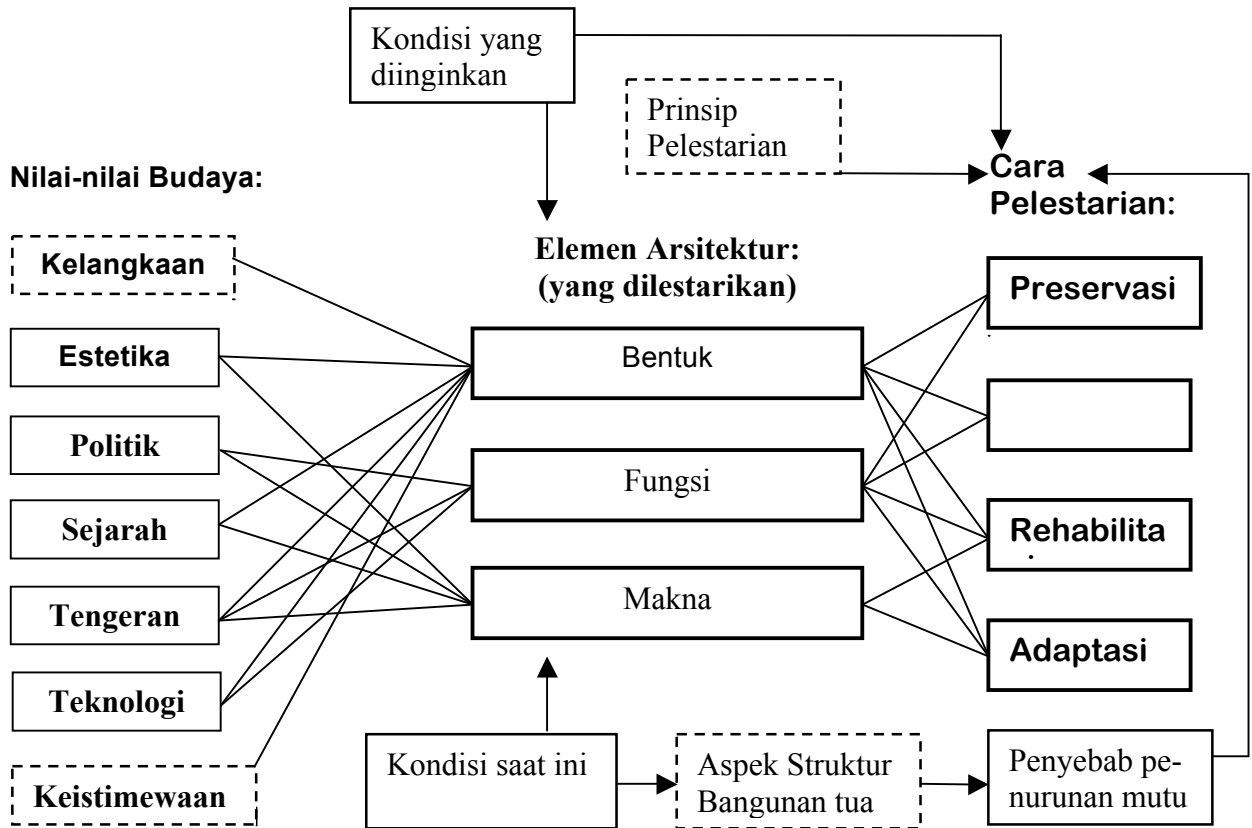 Kondisi yang
diinginkan
Prinsip
Pelestarian
Nilai-nilai Budaya:
Cara
Pelestarian:
Elemen Arsitektur:
(yang dilestarikan)
Kelangkaan
Estetika
Politik
Sejarah
Tengeran
Teknologi
Keistimewaan
Bentuk
Fungsi
Makna
Preservasi
Rehabilita
Adaptasi
Kondisi saat ini
Aspek Struktur
Bangunan tua
Penyebab pe-
nurunan mutu